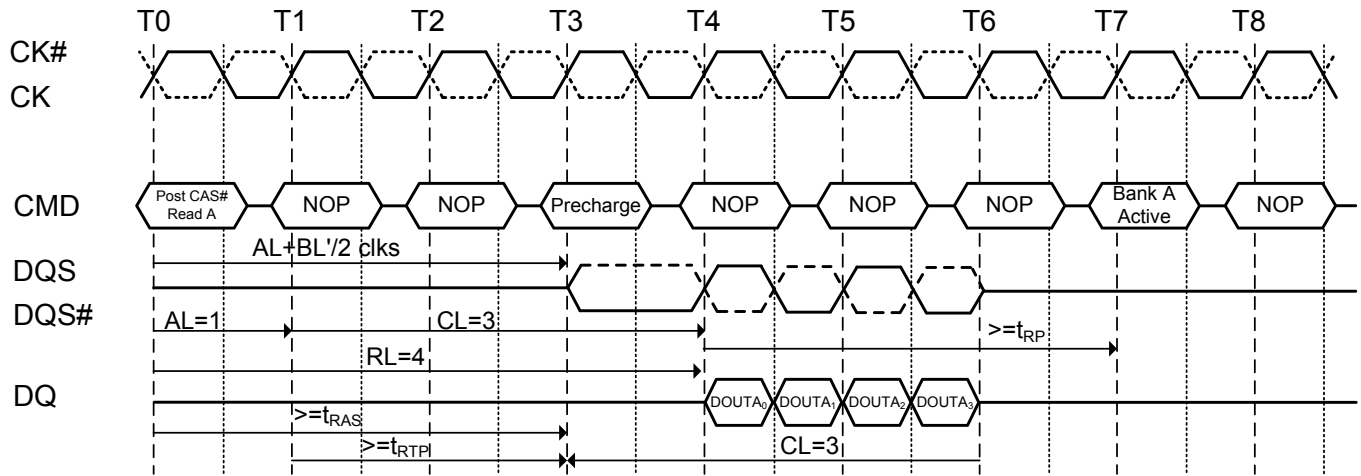 T0 T1 T2 T3 T4 T5 T6 T7 T8
CK#
CK
CMD
Post CAS#
Read A
NOP
NOP
Precharge
NOP
NOP
NOP
Bank A
Active
NOP
AL+BL'/2 clks
DQS
DQS#
AL=1
CL=3
>=tRP
RL=4
DQ
DOUTA0
DOUTA1
DOUTA2
DOUTA3
>=tRAS
>=tRTP
CL=3